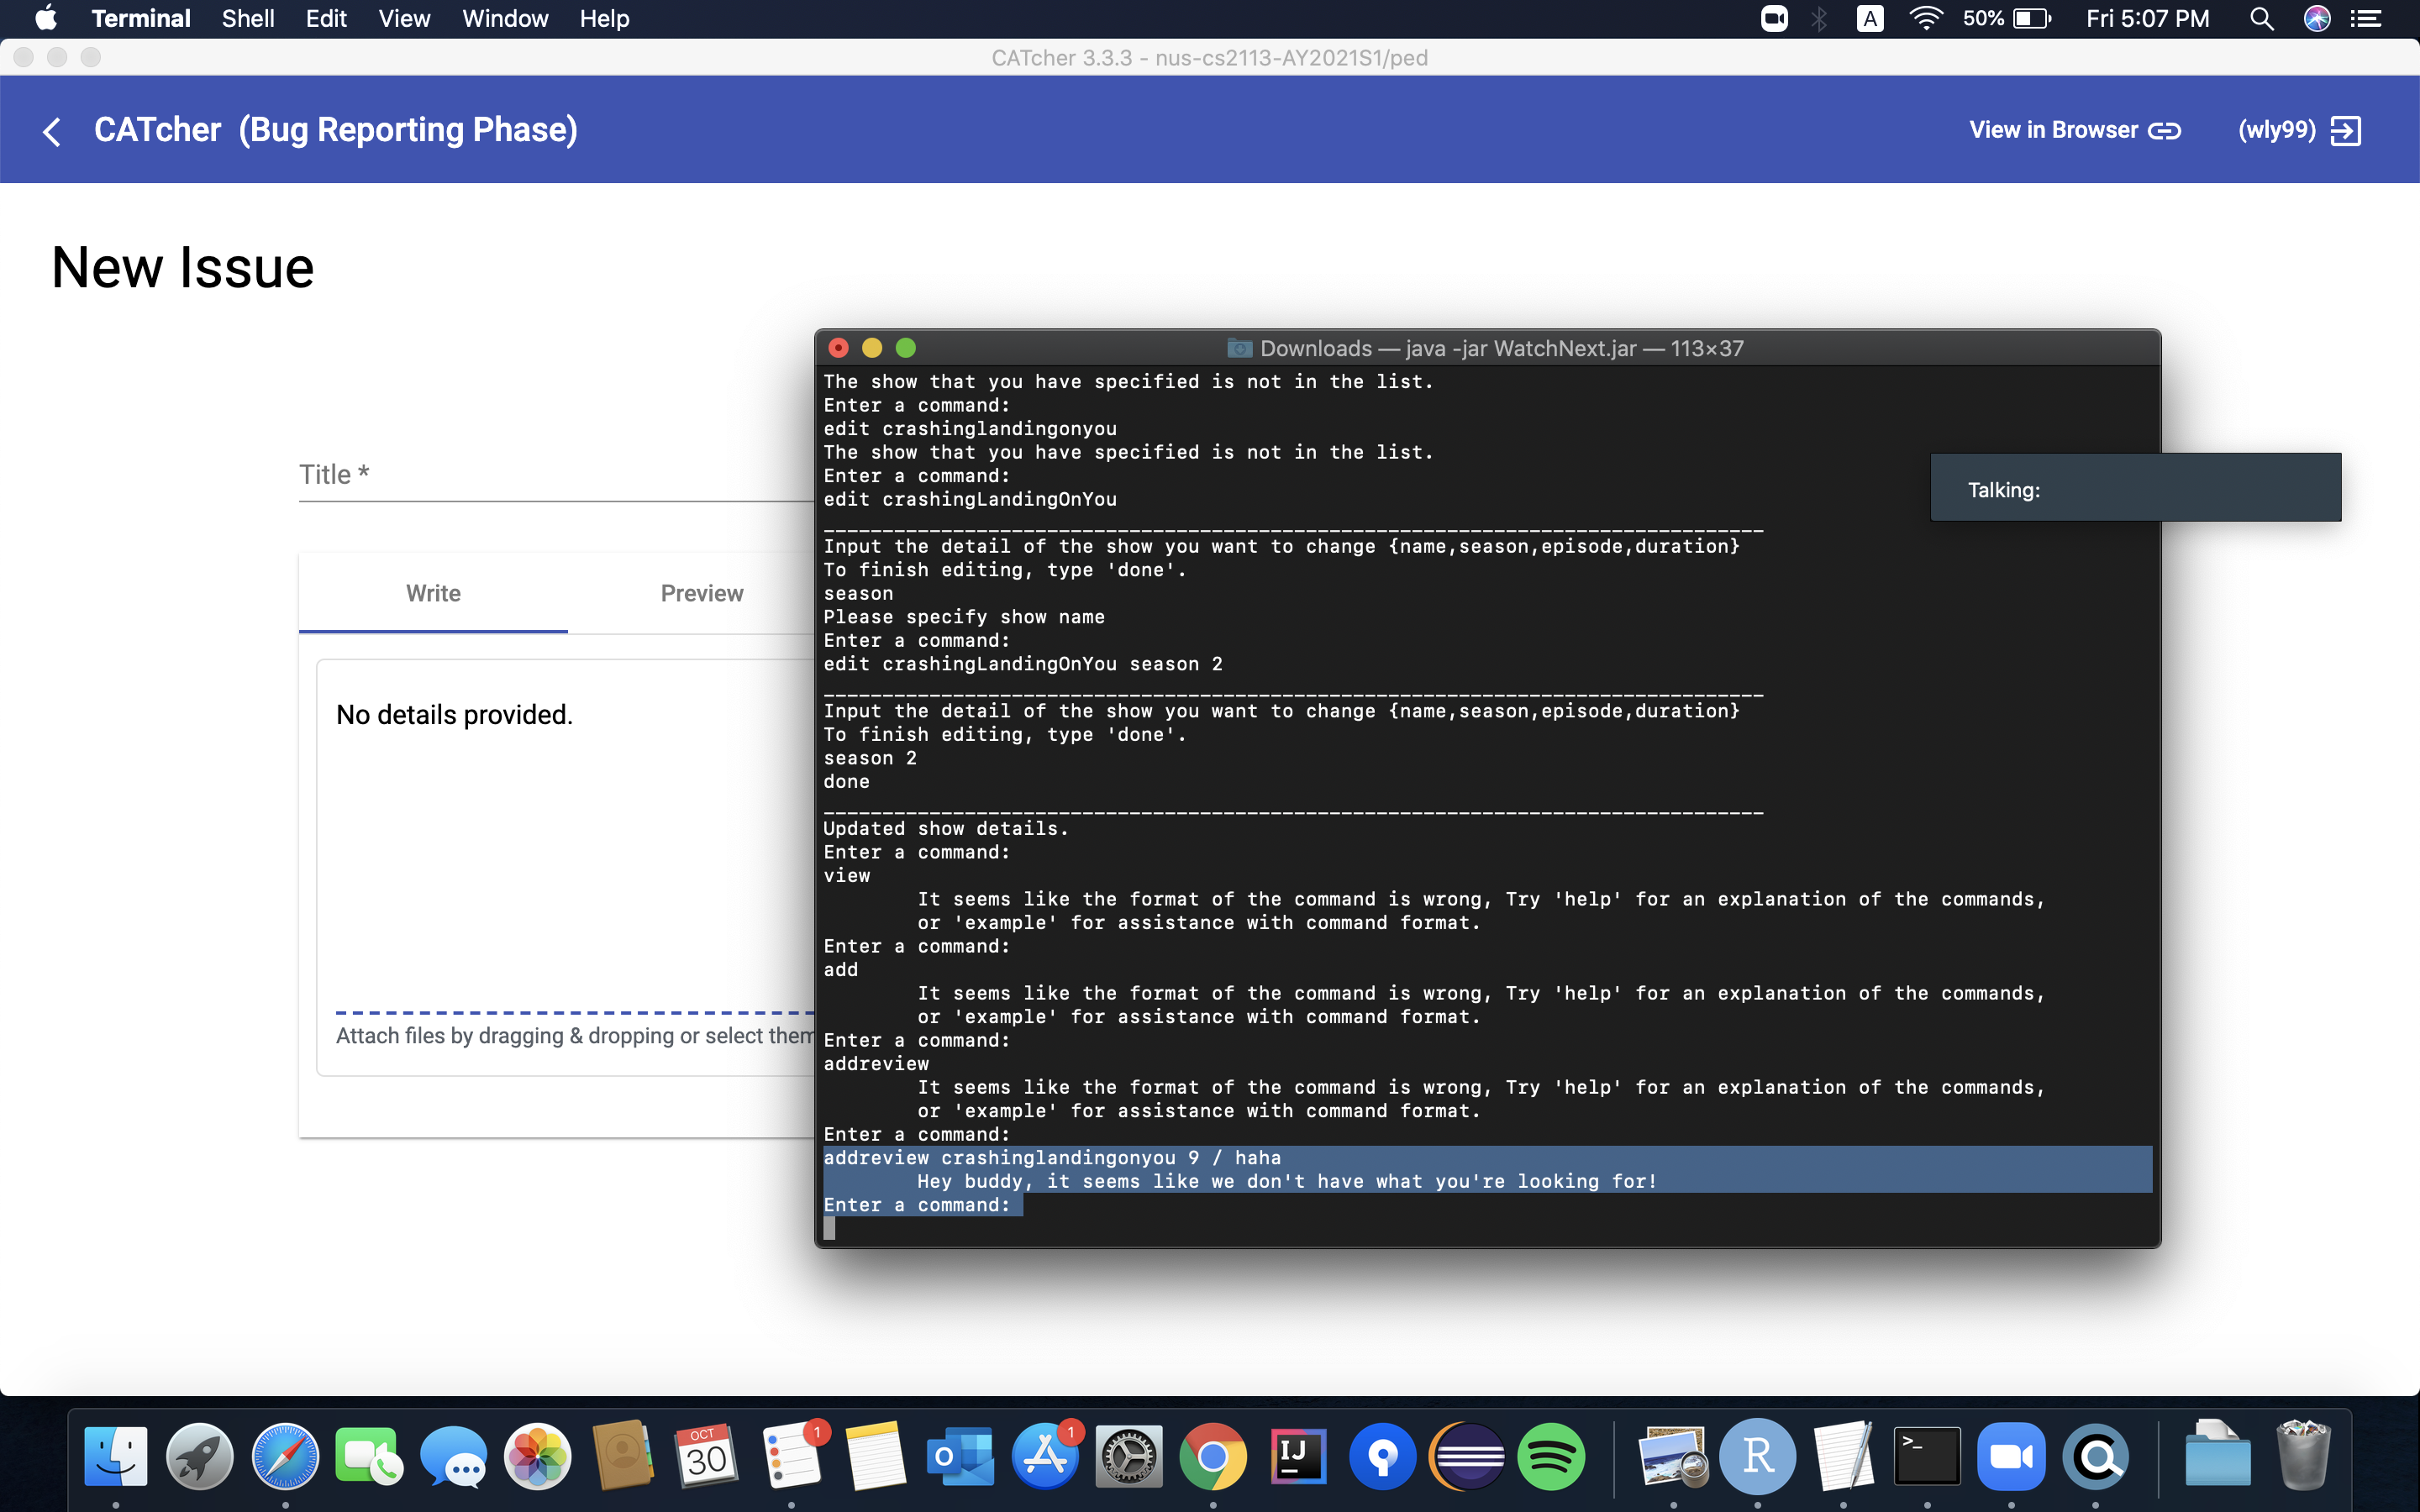 Terminal Shell Edit View Window Help
A 50% Fri 5:07 PM
CATcher 3.3.3 - nus-cs2113-AY2021S1/ped
CATcher (Bug Reporting Phase)
View in Browser (wly99)
New Issue
Title *
Write Preview
No details provided.
Attach files by dragging & dropping or select them
Downloads — java -jar WatchNext.jar — 113×37
The show that you have specified is not in the list.
Enter a command:
edit crashinglandingonyou
The show that you have specified is not in the list.
Enter a command:
edit crashingLandingOnYou
Input the detail of the show you want to change {name,season,episode,duration}
To finish editing, type 'done'.
season
Please specify show name
Enter a command:
edit crashingLandingOnYou season 2
Input the detail of the show you want to change {name,season,episode,duration}
To finish editing, type 'done'.
season 2
done
Updated show details.
Enter a command:
view
It seems like the format of the command is wrong, Try 'help' for an explanation of the commands,
or 'example' for assistance with command format.
Enter a command:
add
It seems like the format of the command is wrong, Try 'help' for an explanation of the commands,
or 'example' for assistance with command format.
Enter a command:
addreview
It seems like the format of the command is wrong, Try 'help' for an explanation of the commands,
or 'example' for assistance with command format.
Enter a command:
addreview crashinglandingonyou 9 / haha
Hey buddy, it seems like we don't have what you're looking for!
Enter a command:
Talking:
OCT
30
1
O
1
IJ
R
>_